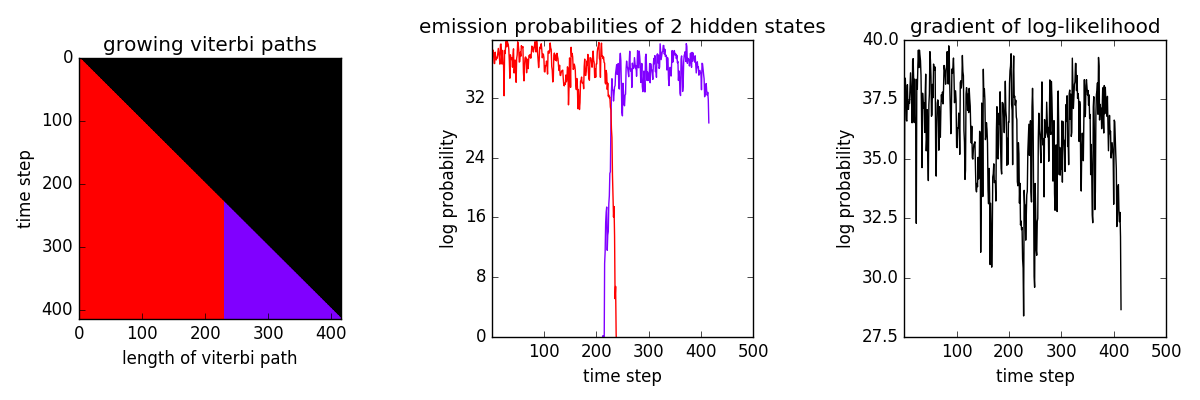 growing viterbi paths
0
100
200
300
400
time step
0 100 200 300 400
length of viterbi path
emission probabilities of 2 hidden states
32
24
16
8
0
log probability
100 200 300 400 500
time step
gradient of log-likelihood
40.0
37.5
35.0
32.5
30.0
27.5
log probability
100 200 300 400 500
time step